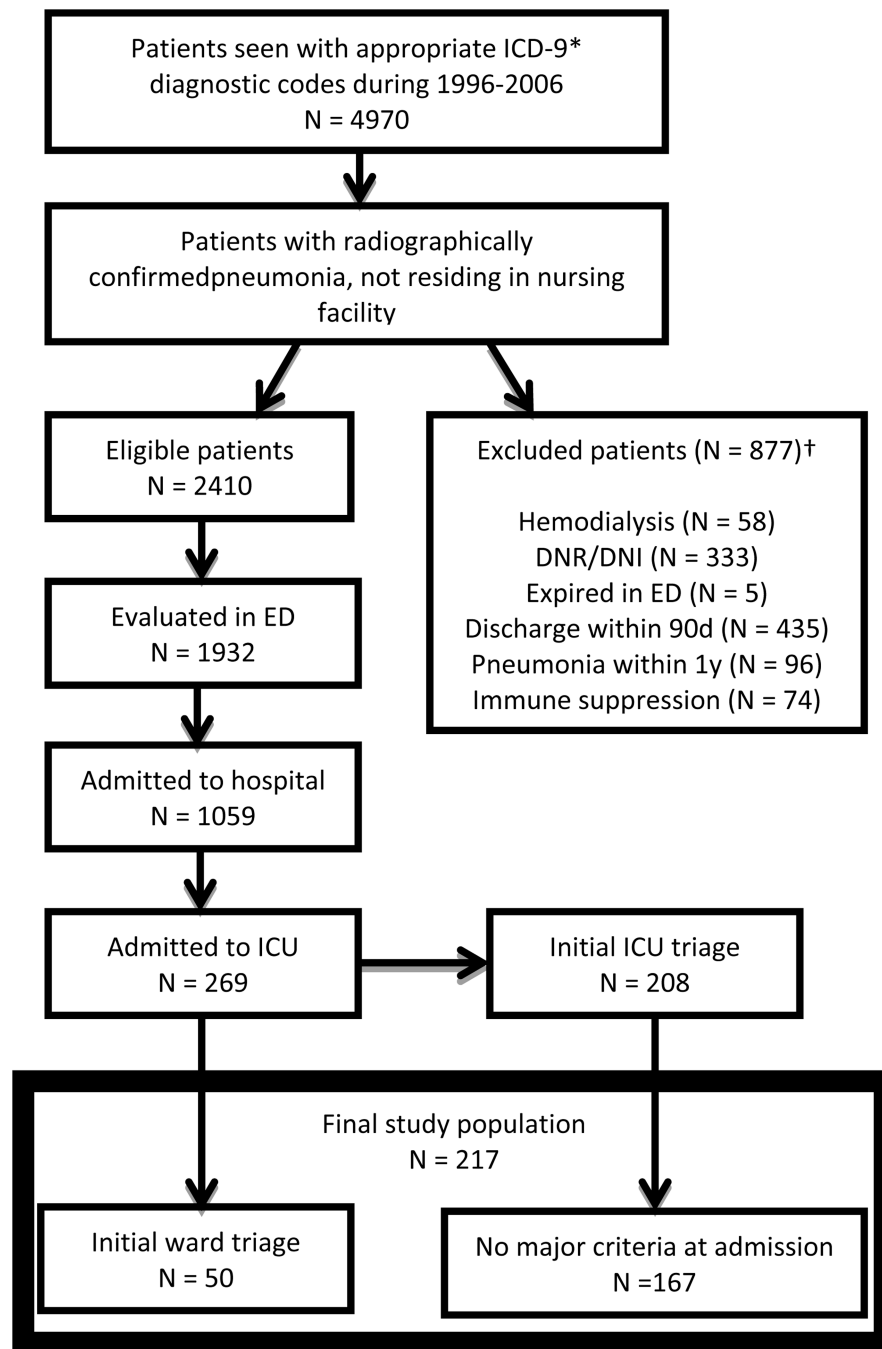 Patients seen with appropriate ICD-9*
diagnostic codes during 1996-2006
N = 4970
Patients with radiographically
confirmedpneumonia, not residing in nursing
facility
Eligible patients
N = 2410
Excluded patients (N = 877)†
Hemodialysis (N = 58)
DNR/DNI (N = 333)
Expired in ED (N = 5)
Discharge within 90d (N = 435)
Pneumonia within 1y (N = 96)
Immune suppression (N = 74)
Evaluated in ED
N = 1932
Admitted to hospital
N = 1059
Admitted to ICU
N = 269
Initial ICU triage
N = 208
Final study population
N = 217
Initial ward triage
N = 50
No major criteria at admission
N =167